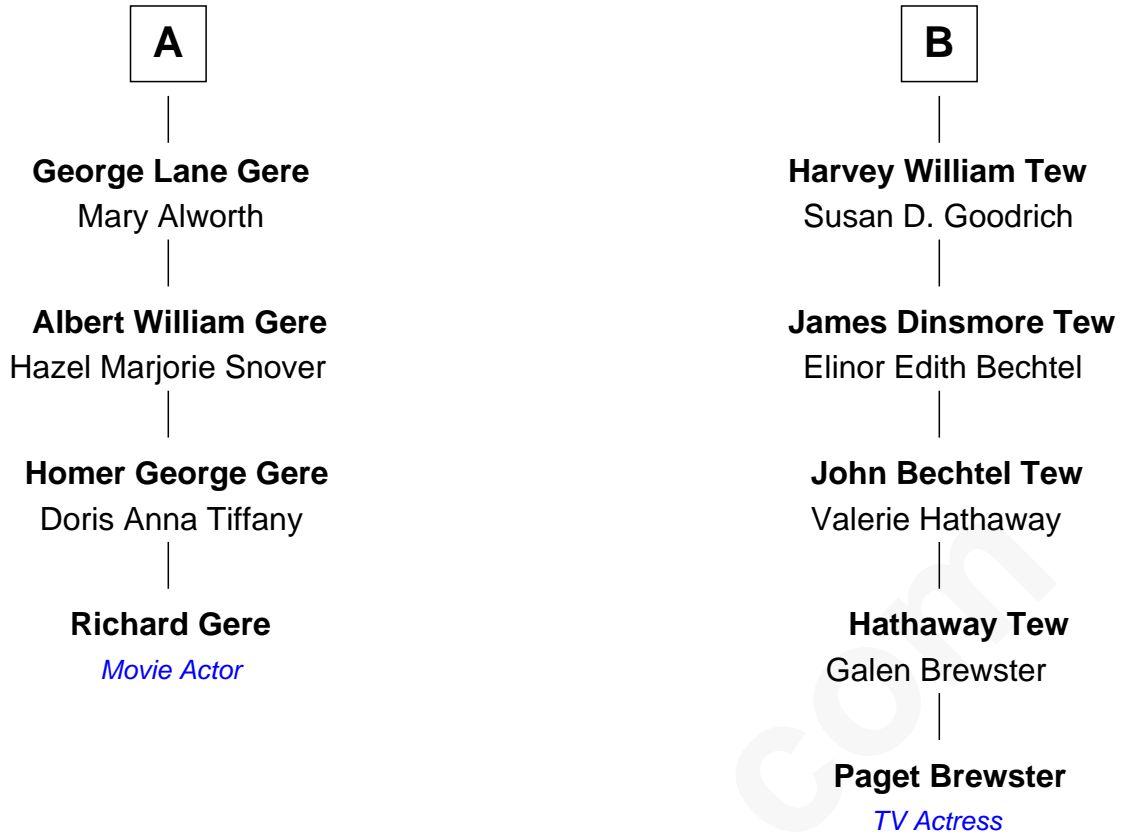 A
George Lane Gere
Mary Alworth
Albert William Gere
Hazel Marjorie Snover
Homer George Gere
Doris Anna Tiffany
Richard Gere
Movie Actor
B
Harvey William Tew
Susan D. Goodrich
James Dinsmore Tew
Elinor Edith Bechtel
John Bechtel Tew
Valerie Hathaway
Hathaway Tew
Galen Brewster
Paget Brewster
TV Actress
com